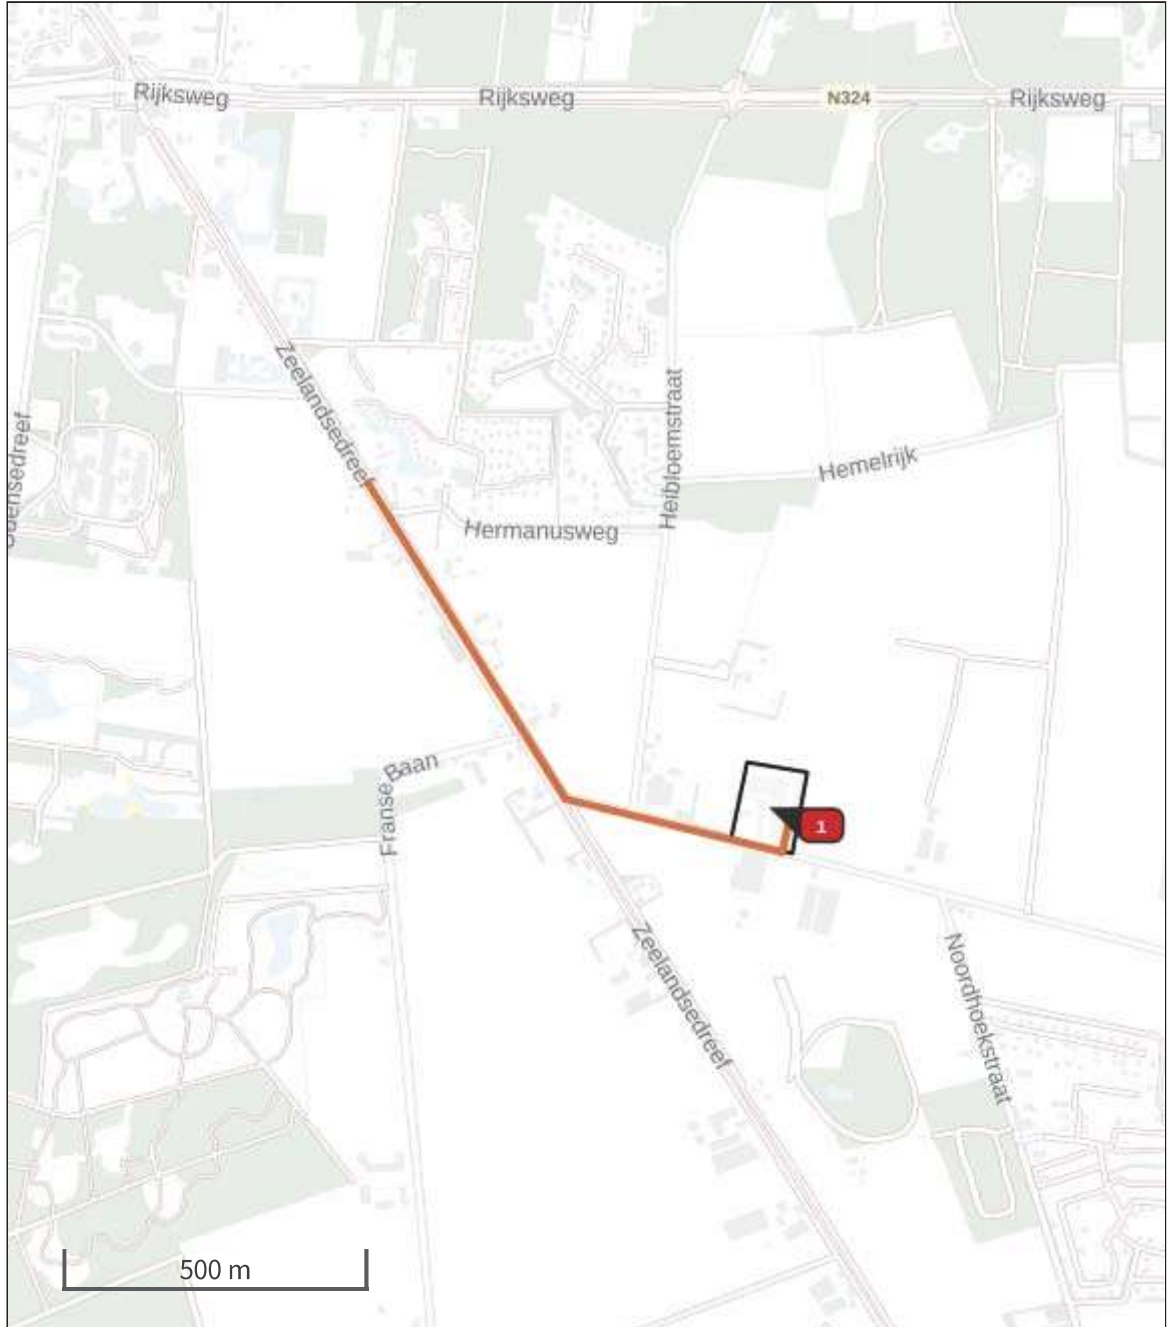 Rijksweg
Rijksweg
N324
Rijksweg
Zeelandsedreef
Heibloemstraat
Hemelrijk
Hermanusweg
Baan
Franse
1
Zeelandsedreef
Noordhoekstraat
500 m